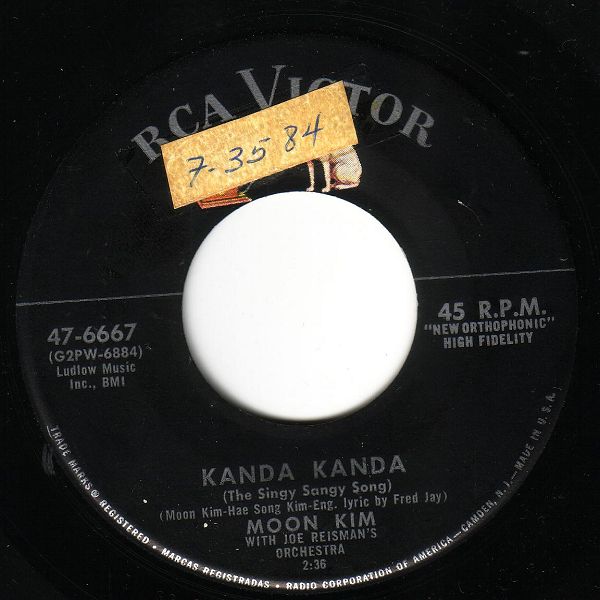 RCA VICTOR
7-3584
47-6667
(G2PW-6884)
Ludlow Music
Inc., BMI
45 R.P.M.
"NEW ORTHOPHONIC"
HIGH FIDELITY
KANDA KANDA
(The Singy Sangy Song)
(Moon Kim-Hae Song Kim-Eng. lyric by Fred Jay)
MOON KIM
WITH JOE REISMAN'S
ORCHESTRA
2:36
TRADE MARKS ® REGISTERED • MARCAS REGISTRADAS • RADIO CORPORATION OF AMERICA—CAMDEN, N.J.—MADE IN U.S.A.